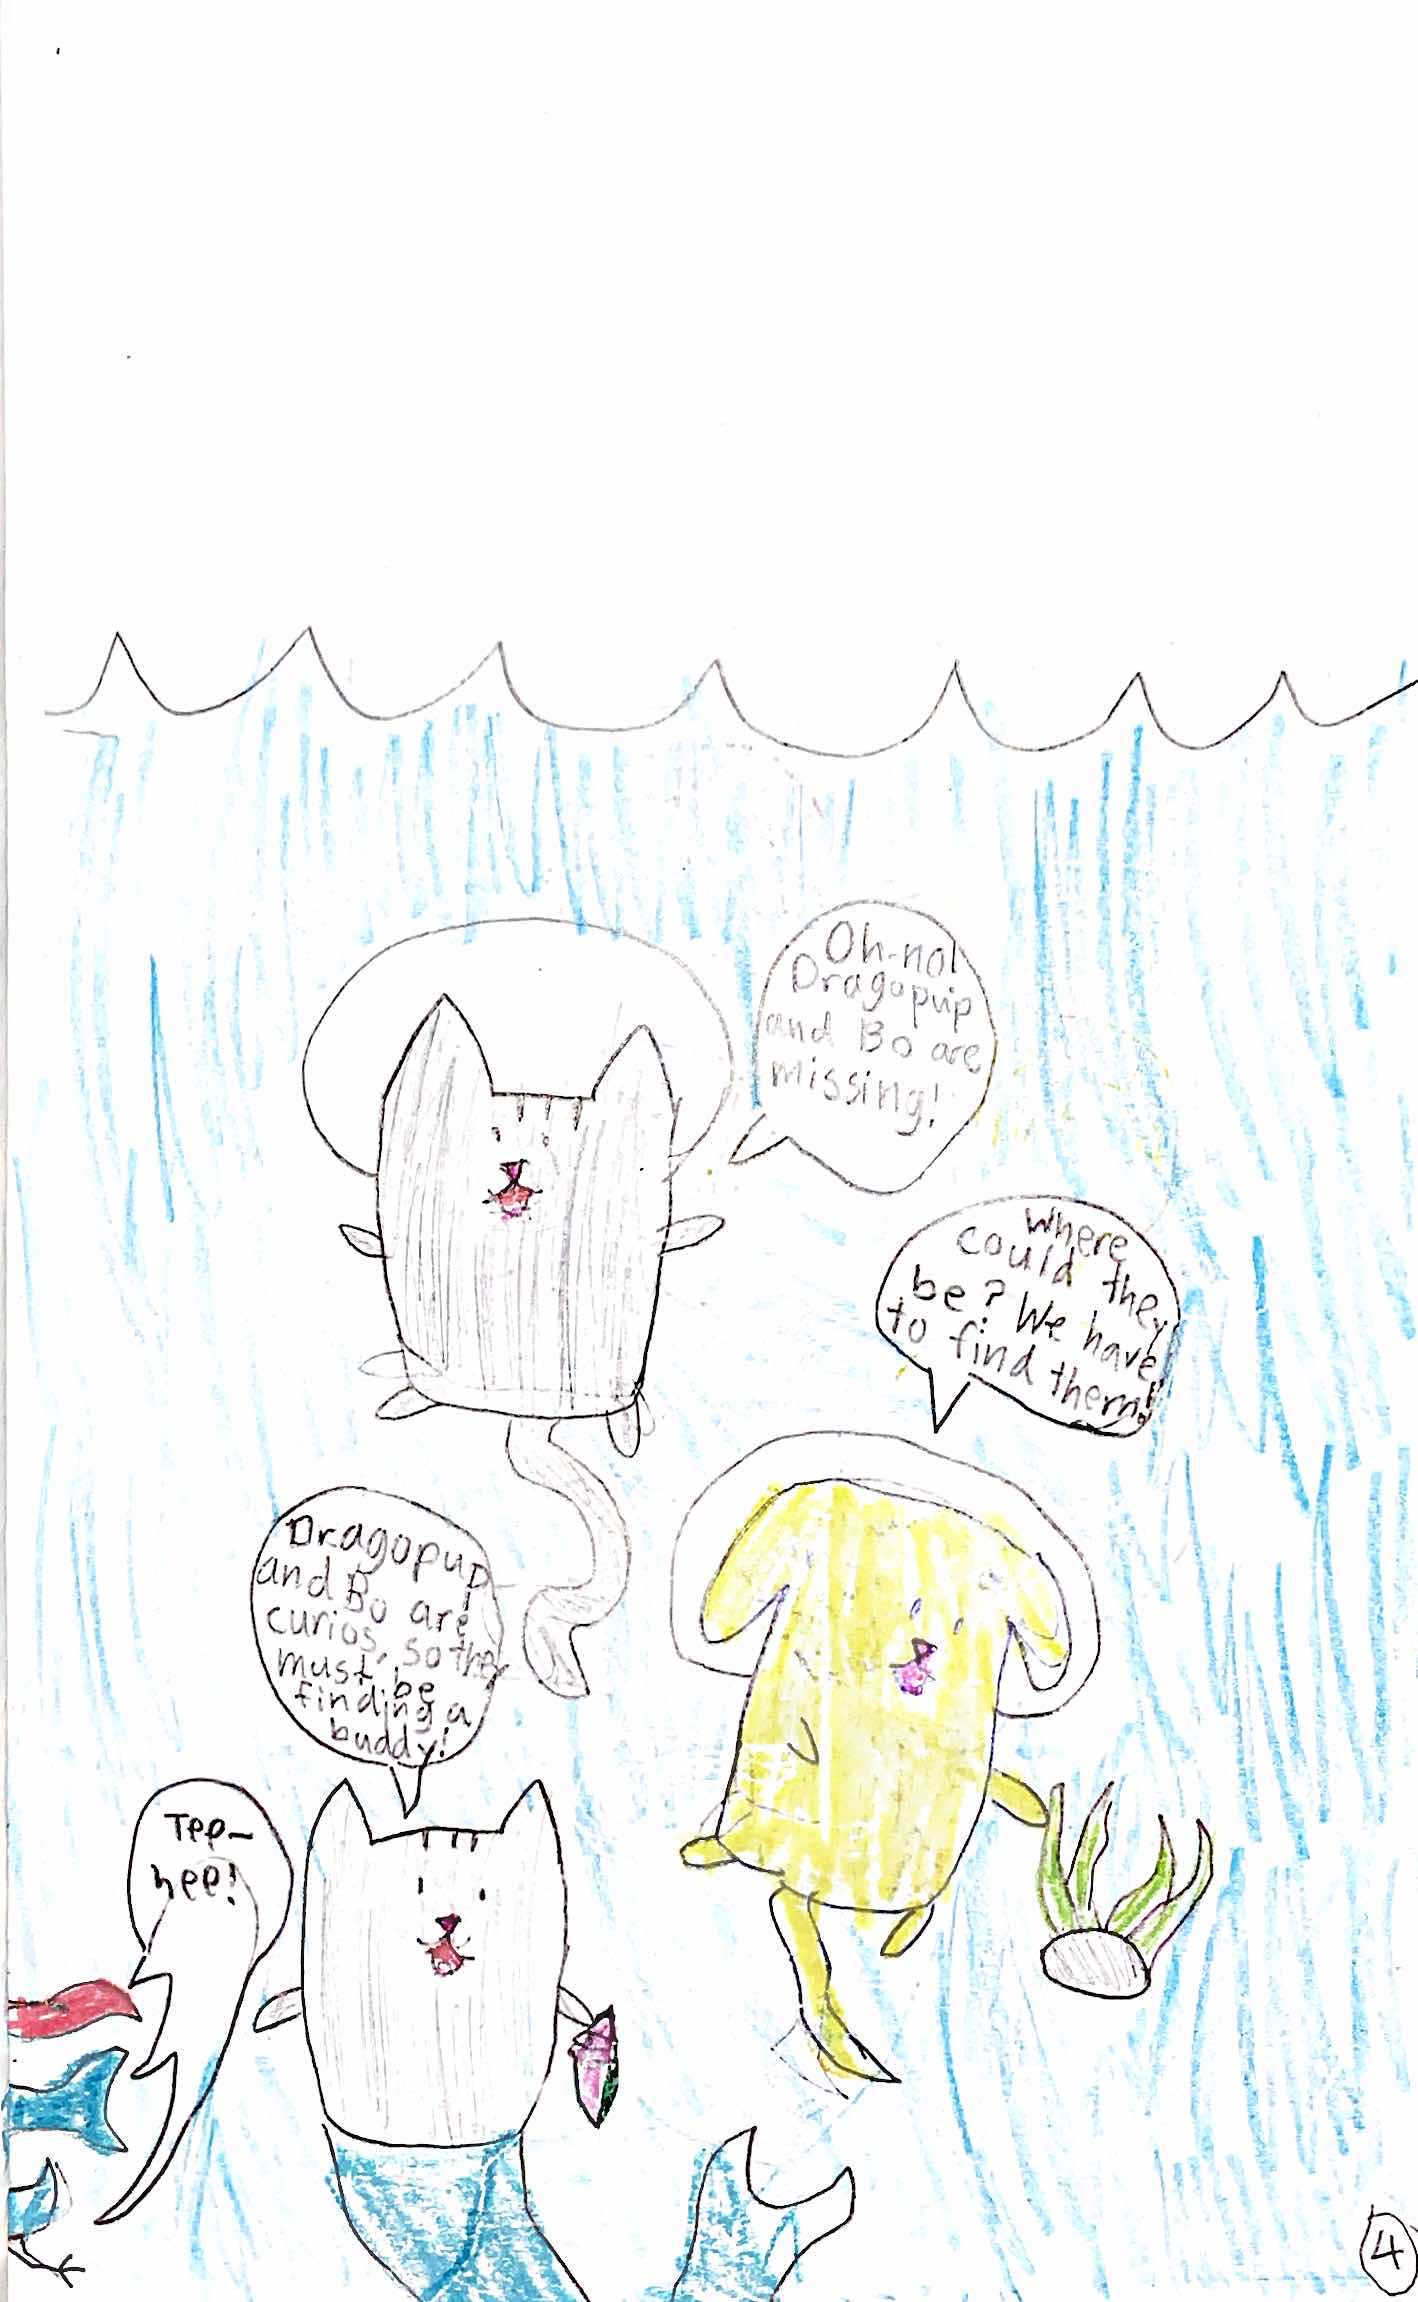 Oh-no!
Dragopup
and Bo are
missing!
Where
could they
be? We have
to find them!
Dragopup
and Bo are
curios, so they
must be
finding a
buddy!
Tee-
hee!
4